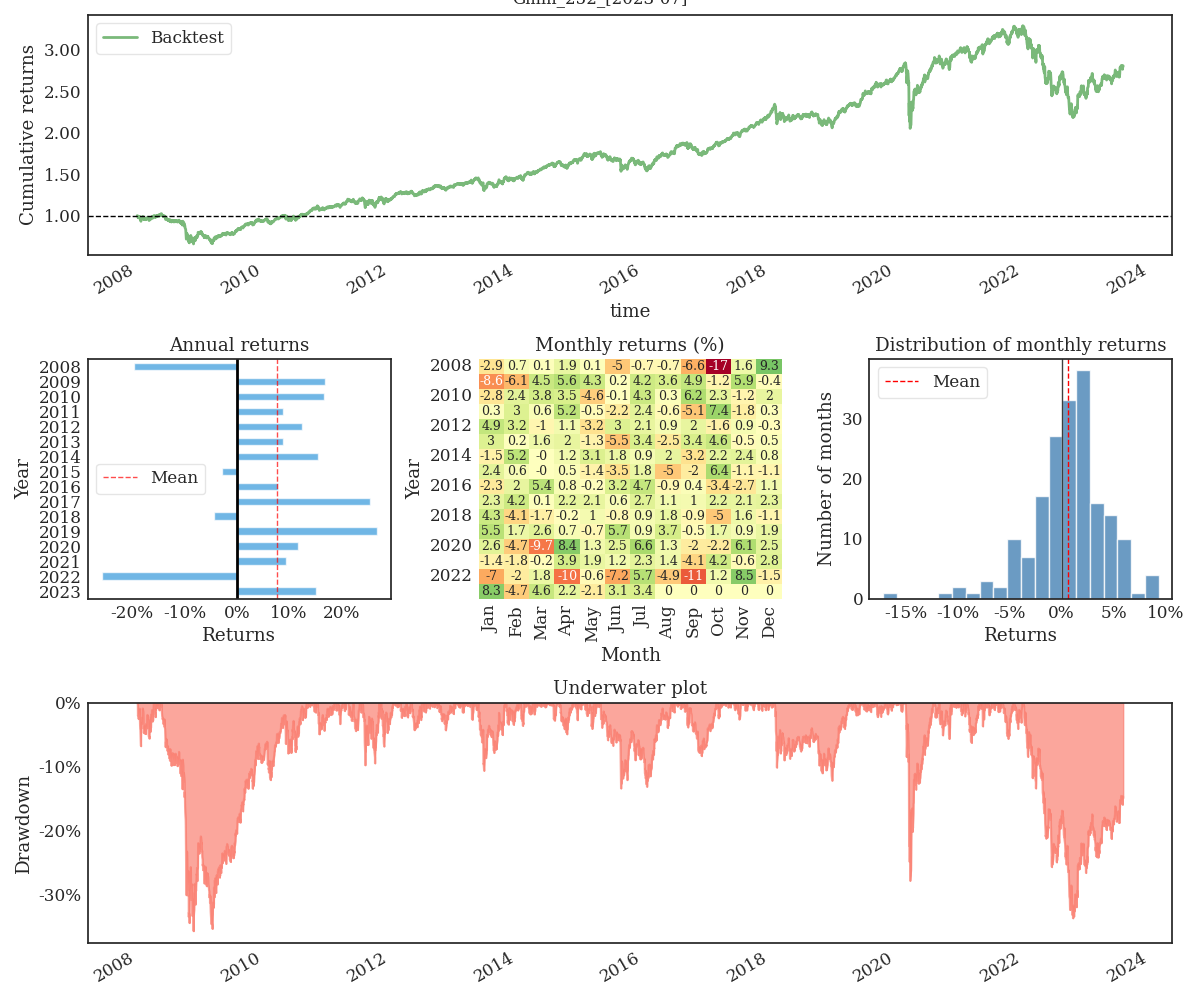 Backtest
3.00
2.50
2.00
1.50
1.00
Cumulative returns
2008 2010 2012 2014 2016 2018 2020 2022 2024
time
Annual returns
2008
2009
2010
2011
2012
2013
2014
2015
2016
2017
2018
2019
2020
2021
2022
2023
Year
Mean
-20% -10% 0% 10% 20%
Returns
Monthly returns (%)
2008 -2.9 0.7 0.1 1.9 0.1 -5 -0.7 -0.7 -6.6 -17 1.6 9.3
-8.6 -6.1 4.5 5.6 4.3 0.2 4.2 3.6 4.9 -1.2 5.9 -0.4
2010 -2.8 2.4 3.8 3.5 -4.6 -0.1 4.3 0.3 6.2 2.3 -1.2 2
0.3 3 0.6 5.2 -0.5 -2.2 2.4 -0.6 -5.1 7.4 -1.8 0.3
2012 4.9 3.2 -1 1.1 -3.2 3 2.1 0.9 2 -1.6 0.9 -0.3
3 0.2 1.6 2 -1.3 -5.5 3.4 -2.5 3.4 4.6 -0.5 0.5
2014 -1.5 5.2 -0 1.2 3.1 1.8 0.9 2 -3.2 2.2 2.4 0.8
2.4 0.6 -0 0.5 -1.4 -3.5 1.8 -5 -2 6.4 -1.1 -1.1
2016 -2.3 2 5.4 0.8 -0.2 3.2 4.7 -0.9 0.4 -3.4 -2.7 1.1
2.3 4.2 0.1 2.2 2.1 0.6 2.7 1.1 1 2.2 2.1 2.3
2018 4.3 -4.1 -1.7 -0.2 1 -0.8 0.9 1.8 -0.9 -5 1.6 -1.1
5.5 1.7 2.6 0.7 -0.7 5.7 0.9 3.7 -0.5 1.7 0.9 1.9
2020 2.6 -4.7 -9.7 8.4 1.3 2.5 6.6 1.3 -2 -2.2 6.1 2.5
-1.4 -1.8 -0.2 3.9 1.9 1.2 2.3 1.4 -4.1 4.2 -0.6 2.8
2022 -7 -2 1.8 -10 -0.6 -7.2 5.7 -4.9 -11 1.2 8.5 -1.5
8.3 -4.7 4.6 2.2 -2.1 3.1 3.4 0 0 0 0 0
Year
Jan Feb Mar Apr May Jun Jul Aug Sep Oct Nov Dec
Month
Distribution of monthly returns
Mean
30
20
10
0
Number of months
-15% -10% -5% 0% 5% 10%
Returns
Underwater plot
0%
-10%
-20%
-30%
Drawdown
2008 2010 2012 2014 2016 2018 2020 2022 2024